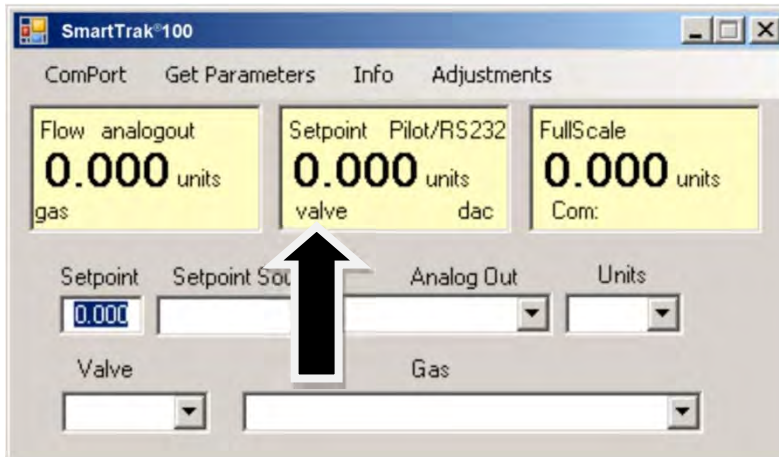 SmartTrak®100
ComPort Get Parameters Info Adjustments
Flow analogout
0.000 units
gas
Setpoint Pilot/RS232
0.000 units
valve dac
FullScale
0.000 units
Com:
Setpoint Setpoint Analog Out Units
0.000
Valve Gas